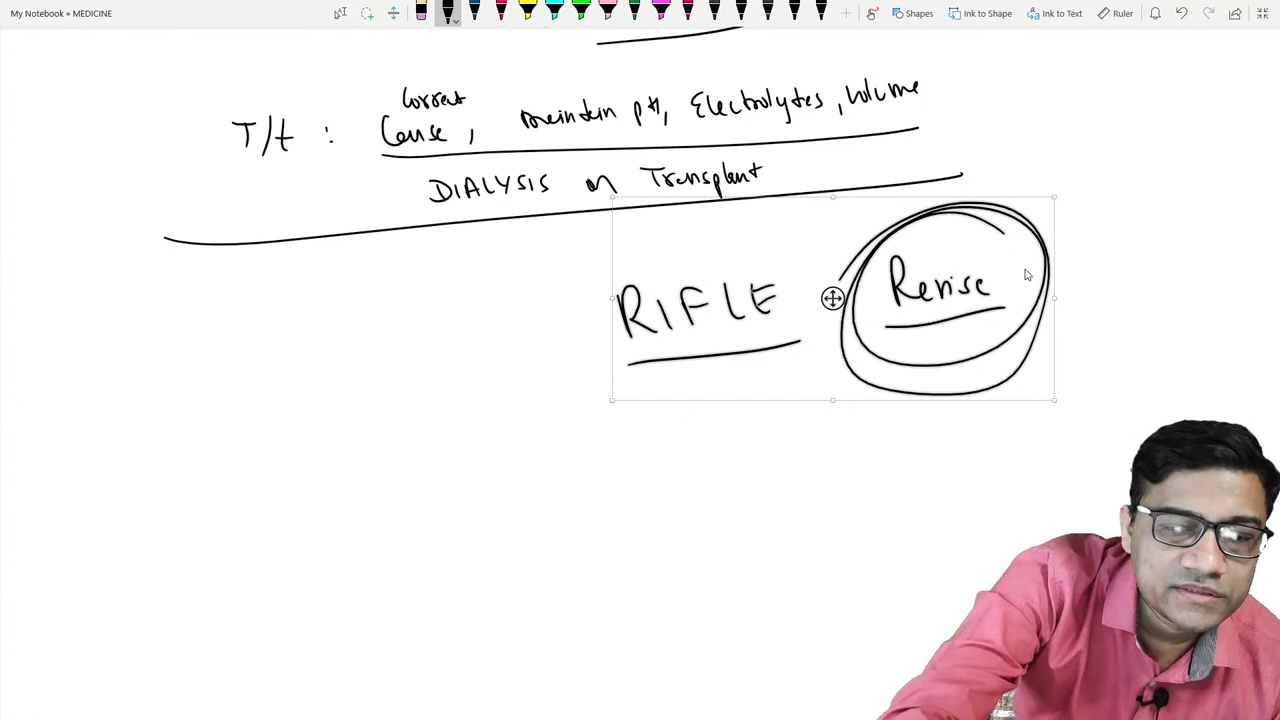 My Notebook » MEDICINE
Shapes
Ink to Shape
Ink to Text
Ruler
Correct
T/t : Cause, Maintain pH, Electrolytes, Volume
DIALYSIS or Transplant
RIFLE
Revise